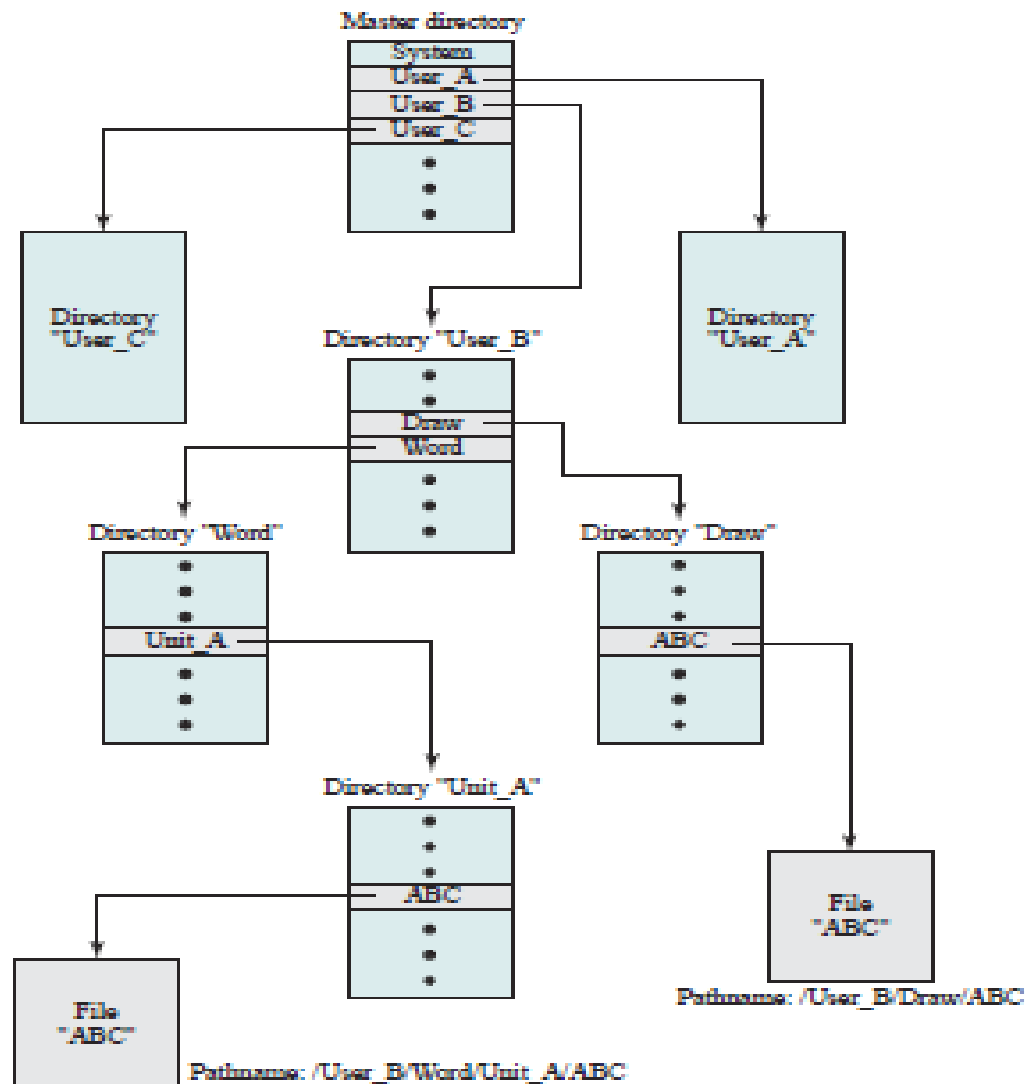 Master directory
System
User_A
User_B
User_C
Directory
"User_C"
Directory
"User_A"
Directory "User_B"
Draw
Word
Directory "Word"
Directory "Draw"
Unit_A
ABC
Directory "Unit_A"
ABC
File
"ABC"
Pathname: /User_B/Draw/ABC
File
"ABC"
Pathname: /User_B/Word/Unit_A/ABC